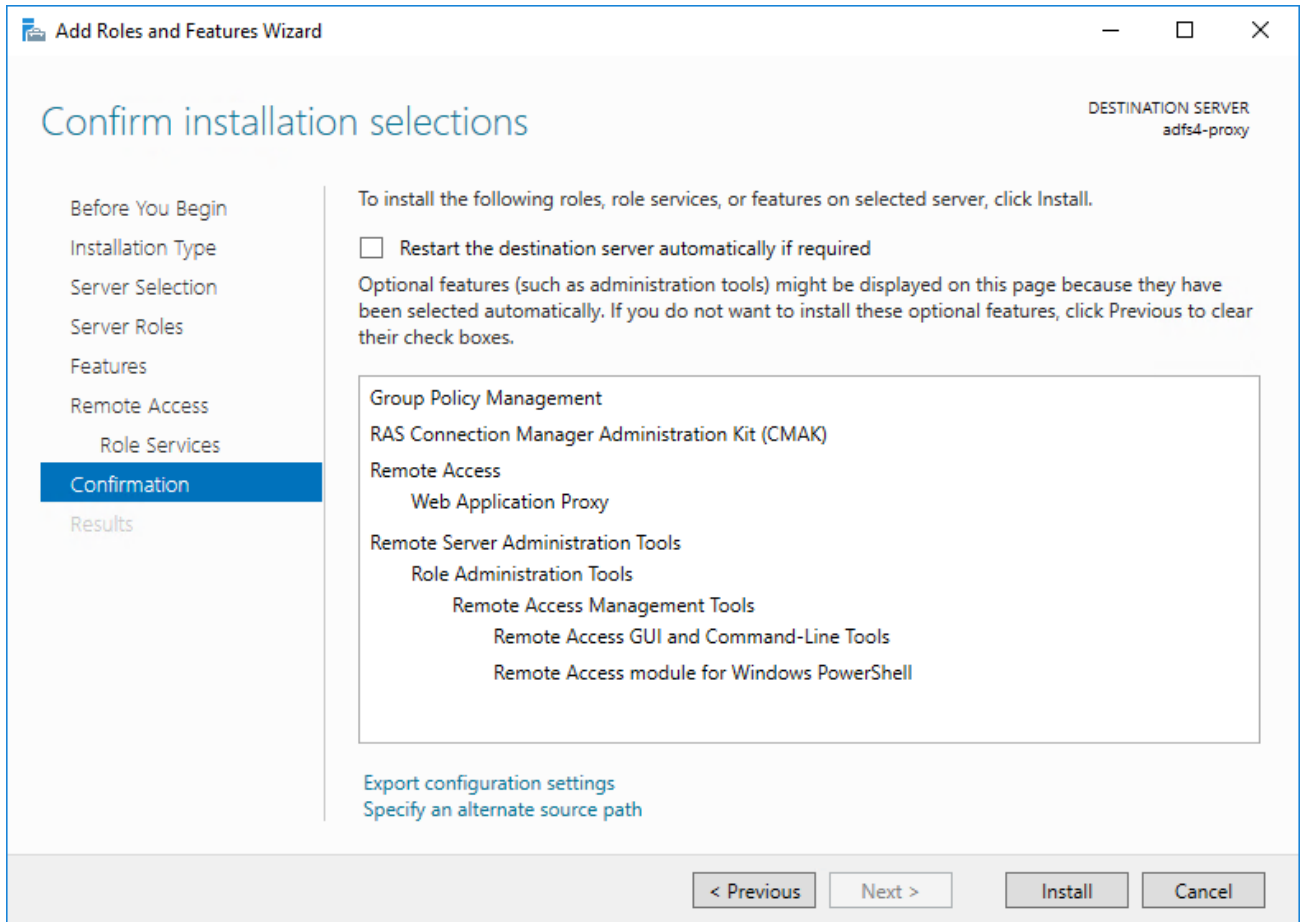 Add Roles and Features Wizard
Confirm installation selections
DESTINATION SERVER
adfs4-proxy
Before You Begin
Installation Type
Server Selection
Server Roles
Features
Remote Access
Role Services
Confirmation
Results
To install the following roles, role services, or features on selected server, click Install.
Restart the destination server automatically if required
Optional features (such as administration tools) might be displayed on this page because they have
been selected automatically. If you do not want to install these optional features, click Previous to clear
their check boxes.
Group Policy Management
RAS Connection Manager Administration Kit (CMAK)
Remote Access
Web Application Proxy
Remote Server Administration Tools
Role Administration Tools
Remote Access Management Tools
Remote Access GUI and Command-Line Tools
Remote Access module for Windows PowerShell
Export configuration settings
Specify an alternate source path
< Previous
Next >
Install
Cancel